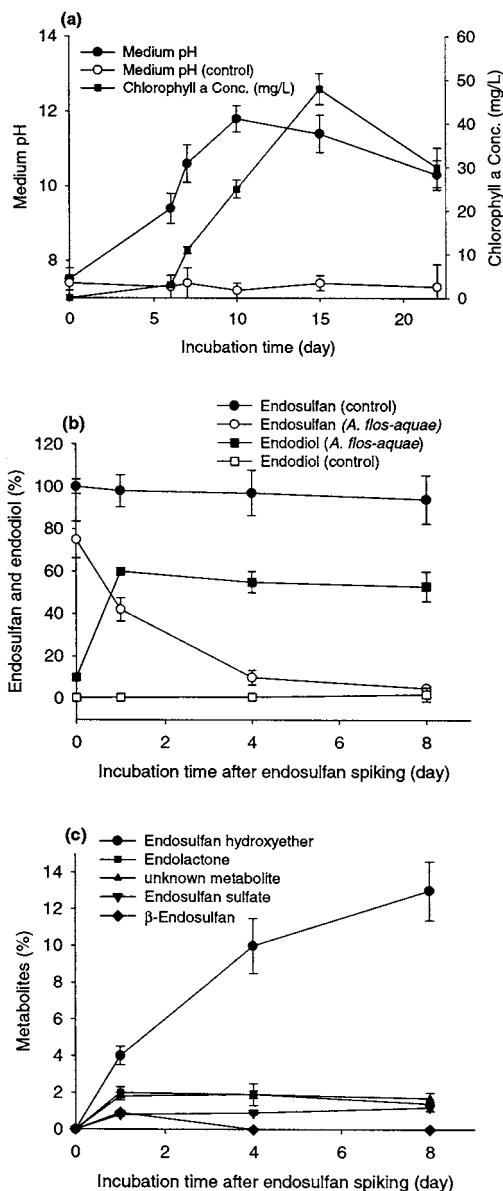 (a)
14
12
10
8
Medium pH
Medium pH
Medium pH (control)
Chlorophyll a Conc. (mg/L)
60
50
40
30
20
10
0
Chlorophyll a Conc. (mg/L)
0 5 10 15 20
Incubation time (day)
(b)
Endosulfan (control)
Endosulfan (A. flos-aquae)
Endodiol (A. flos-aquae)
Endodiol (control)
120
100
80
60
40
20
0
Endosulfan and endodiol (%)
0 2 4 6 8
Incubation time after endosulfan spiking (day)
(c)
Endosulfan hydroxyether
Endolactone
unknown metabolite
Endosulfan sulfate
β-Endosulfan
14
12
10
8
6
4
2
0
Metabolites (%)
0 2 4 6 8
Incubation time after endosulfan spiking (day)